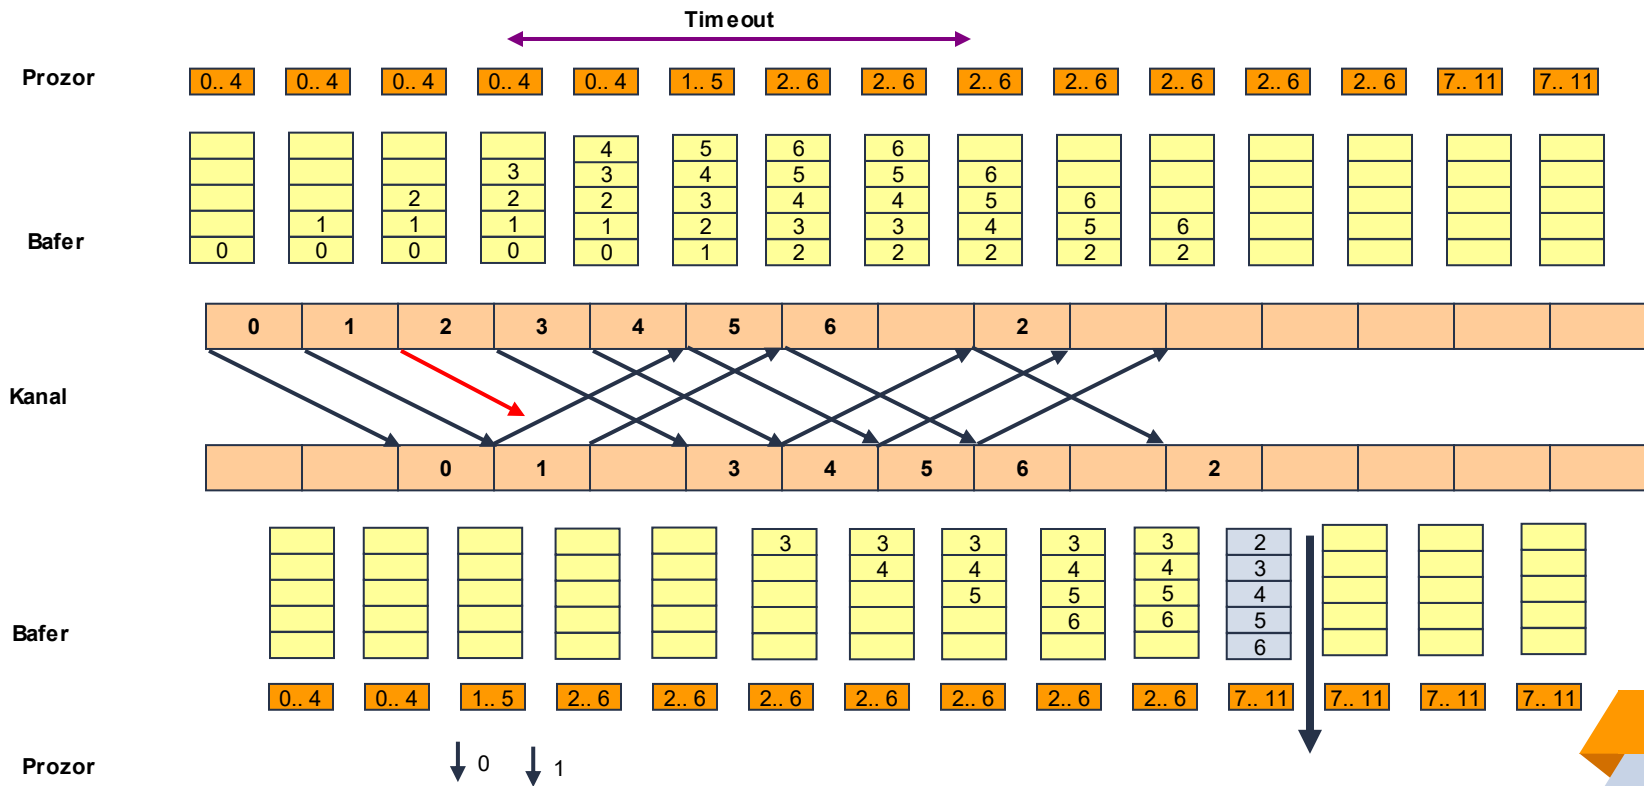 Timeout
Prozor
0.. 4 0.. 4 0.. 4 0.. 4 0.. 4 1.. 5 2.. 6 2.. 6 2.. 6 2.. 6 2.. 6 2.. 6 2.. 6 7.. 11 7.. 11
4 5 6 6
3 3 4 5 5 6
2 2 2 3 4 4 5 6
1 1 1 1 2 3 3 4 5 6
Bafer
0 0 0 0 0 1 2 2 2 2 2
0 1 2 3 4 5 6 2
Kanal
0 1 3 4 5 6 2
3 3 3 3 3 2
4 4 4 4 3
5 5 5 4
6 6 5
Bafer
6
0.. 4 0.. 4 1.. 5 2.. 6 2.. 6 2.. 6 2.. 6 2.. 6 2.. 6 2.. 6 7.. 11 7.. 11 7.. 11 7.. 11
Prozor
0 1